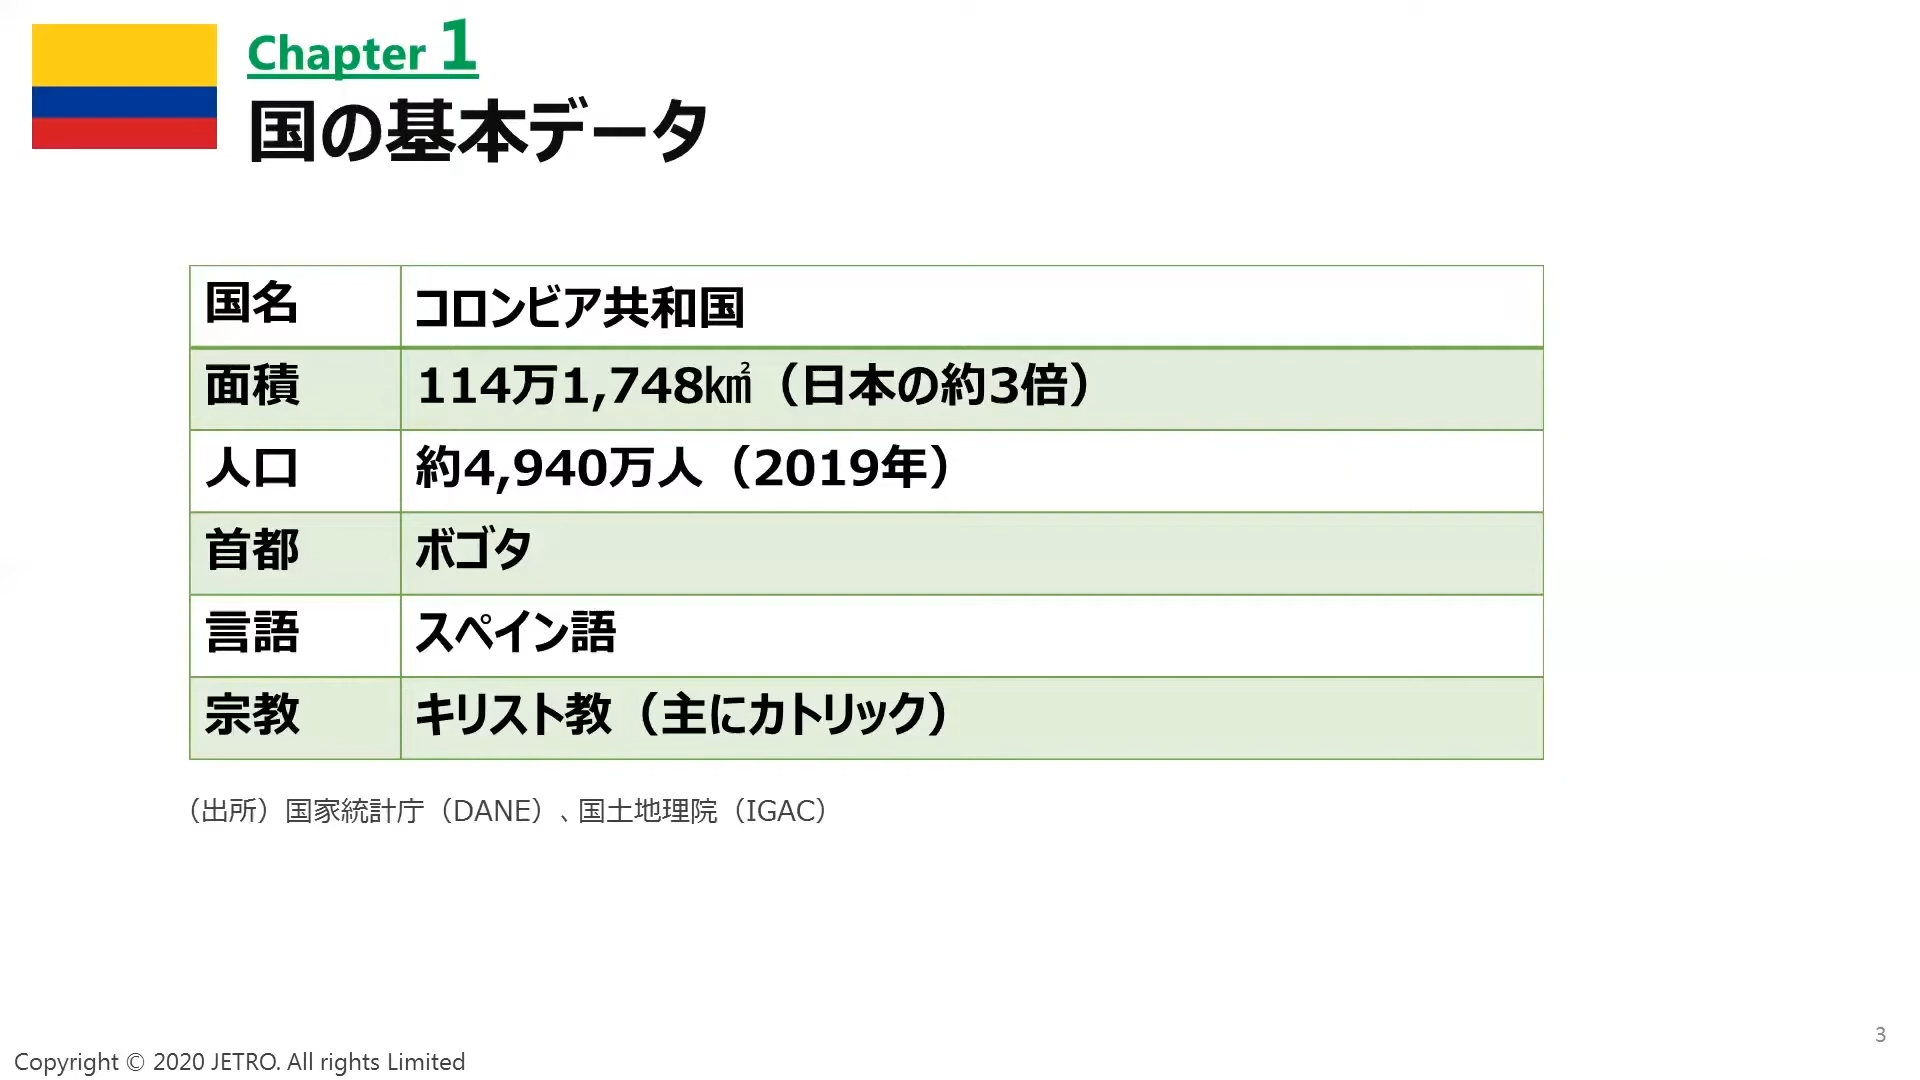 Chapter 1
国の基本データ
国名 コロンビア共和国
面積 114万1,748㎢（日本の約3倍）
人口 約4,940万人（2019年）
首都 ボゴタ
言語 スペイン語
宗教 キリスト教（主にカトリック）
（出所）国家統計庁（DANE）、国土地理院（IGAC）
3
Copyright © 2020 JETRO. All rights Limited